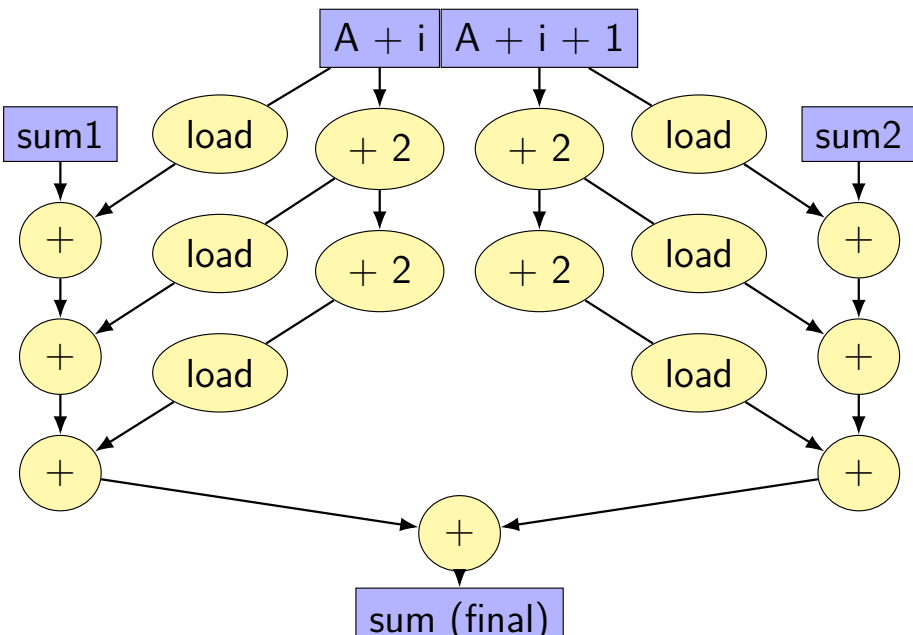 A + i
A + i + 1
sum1
load
+ 2
+ 2
load
sum2
+
load
+ 2
+ 2
load
+
+
load
load
+
+
+
+
sum (final)